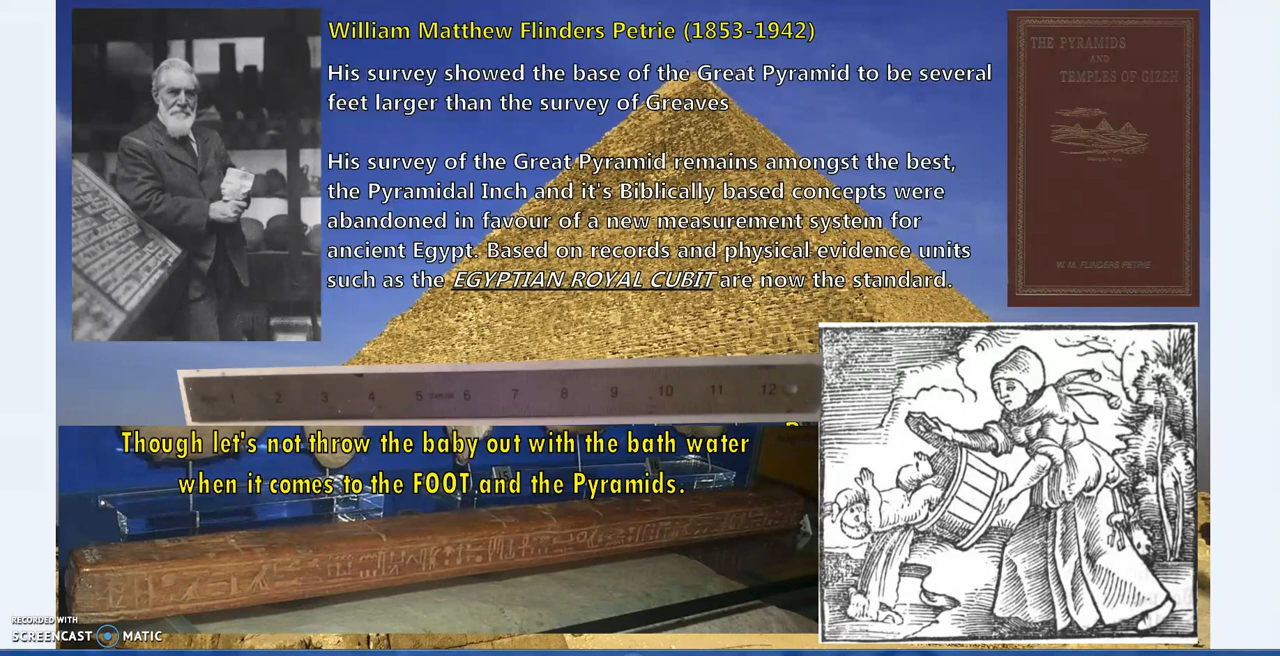 William Matthew Flinders Petrie (1853-1942)
His survey showed the base of the Great Pyramid to be several
feet larger than the survey of Greaves
His survey of the Great Pyramid remains amongst the best,
the Pyramidal Inch and it's Biblically based concepts were
abandoned in favour of a new measurement system for
ancient Egypt. Based on records and physical evidence units
such as the EGYPTIAN ROYAL CUBIT are now the standard.
THE PYRAMIDS
AND
TEMPLES OF GIZEH
W. M. FLINDERS PETRIE
1 2 3 4 5 6 7 8 9 10 11 12
Though let's not throw the baby out with the bath water
when it comes to the FOOT and the Pyramids.
RECORDED WITH
SCREENCAST MATIC